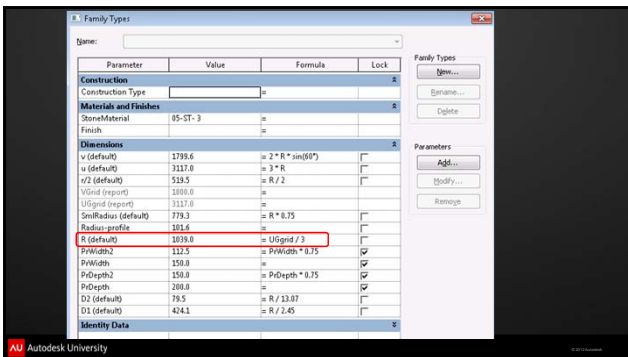 Family Types
Name:
Parameter Value Formula Lock
Construction
Construction Type =
Materials and Finishes
StoneMaterial 05-ST- 3 =
Finish =
Dimensions
v (default) 1799.6 = 2 * R * sin(60°)
u (default) 3117.0 = 3 * R
r/2 (default) 519.5 = R / 2
VGrid (report) 1800.0 =
UGgrid (report) 3117.0 =
SmlRadius (default) 779.3 = R * 0.75
Radius-profile 101.6 =
R (default) 1039.0 = UGgrid / 3
PrWidth2 112.5 = PrWidth * 0.75
PrWidth 150.0 =
PrDepth2 150.0 = PrDepth * 0.75
PrDepth 200.0 =
D2 (default) 79.5 = R / 13.07
D1 (default) 424.1 = R / 2.45
Identity Data
Family Types
New...
Rename...
Delete
Parameters
Add...
Modify...
Remove
AU Autodesk University
© 2012 Autodesk